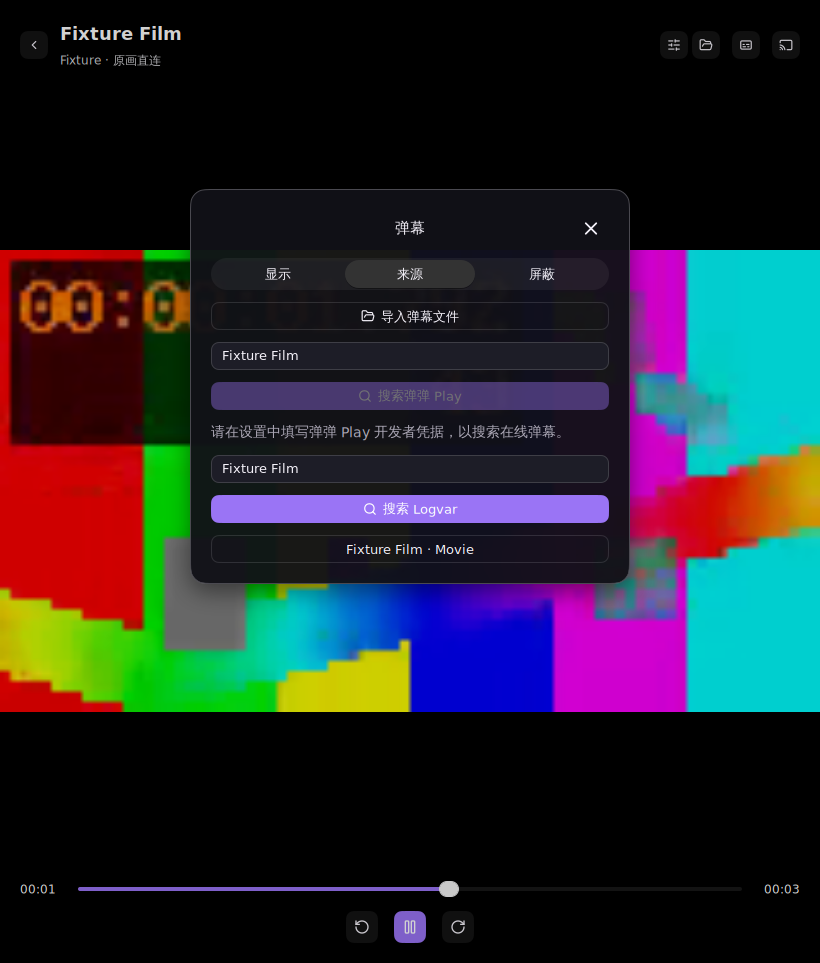 Fixture Film
Fixture · 原画直连
弹幕
显示 来源 屏蔽
导入弹幕文件
Fixture Film
搜索弹弹 Play
请在设置中填写弹弹 Play 开发者凭据，以搜索在线弹幕。
Fixture Film
搜索 Logvar
Fixture Film · Movie
00:01 00:03